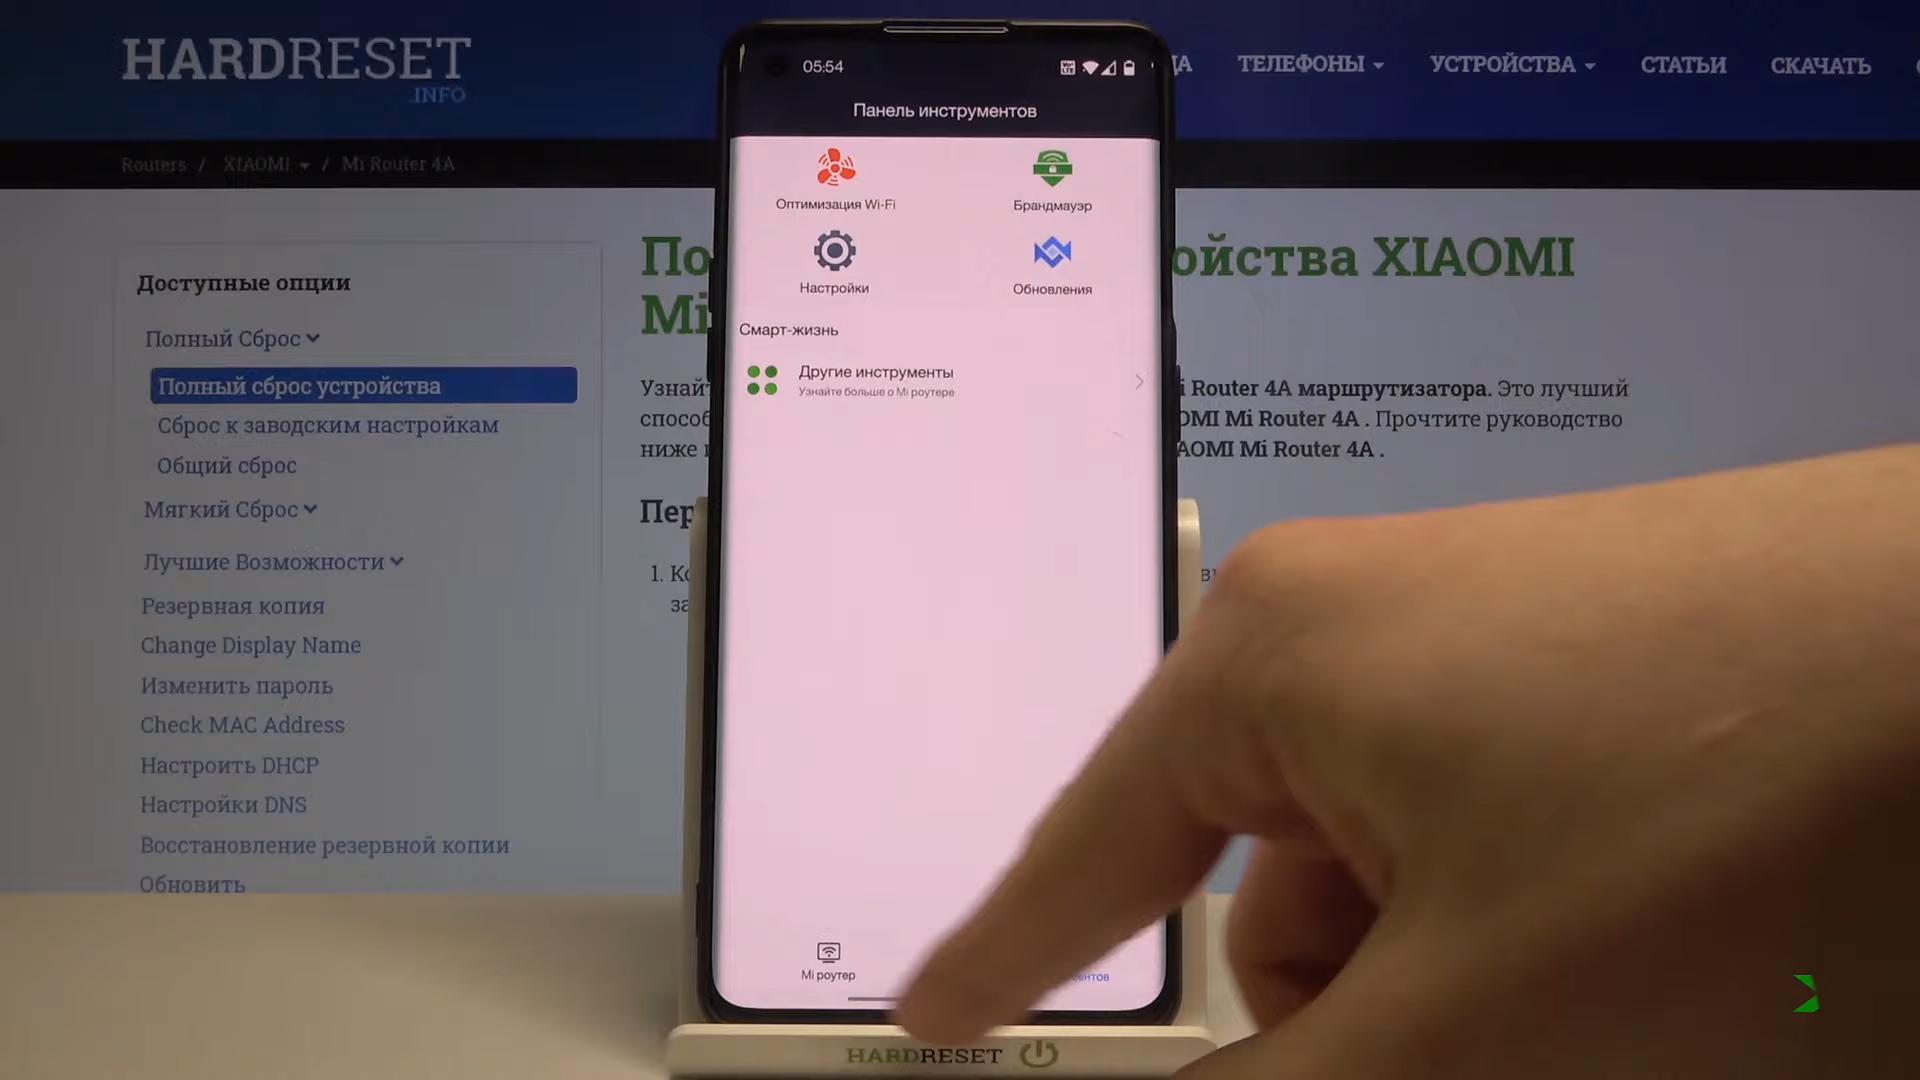 HARDRESET
.INFO
ТЕЛЕФОНЫ
УСТРОЙСТВА
СТАТЬИ
СКАЧАТЬ
Routers / XIAOMI / Mi Router 4A
05:54
Панель инструментов
Оптимизация Wi-Fi
Брандмауэр
Настройки
Обновления
Смарт-жизнь
Другие инструменты
Узнайте больше о Mi роутере
Mi роутер
Доступные опции
Полный Сброс
Полный сброс устройства
Сброс к заводским настройкам
Общий сброс
Мягкий Сброс
Лучшие Возможности
Резервная копия
Change Display Name
Изменить пароль
Check MAC Address
Настроить DHCP
Настройки DNS
Восстановление резервной копии
Обновить
XIAOMI
Mi
Router 4A маршрутизатора. Это лучший
Mi Router 4A . Прочтите руководство
ниже Mi Router 4A .
1.
HARDRESET